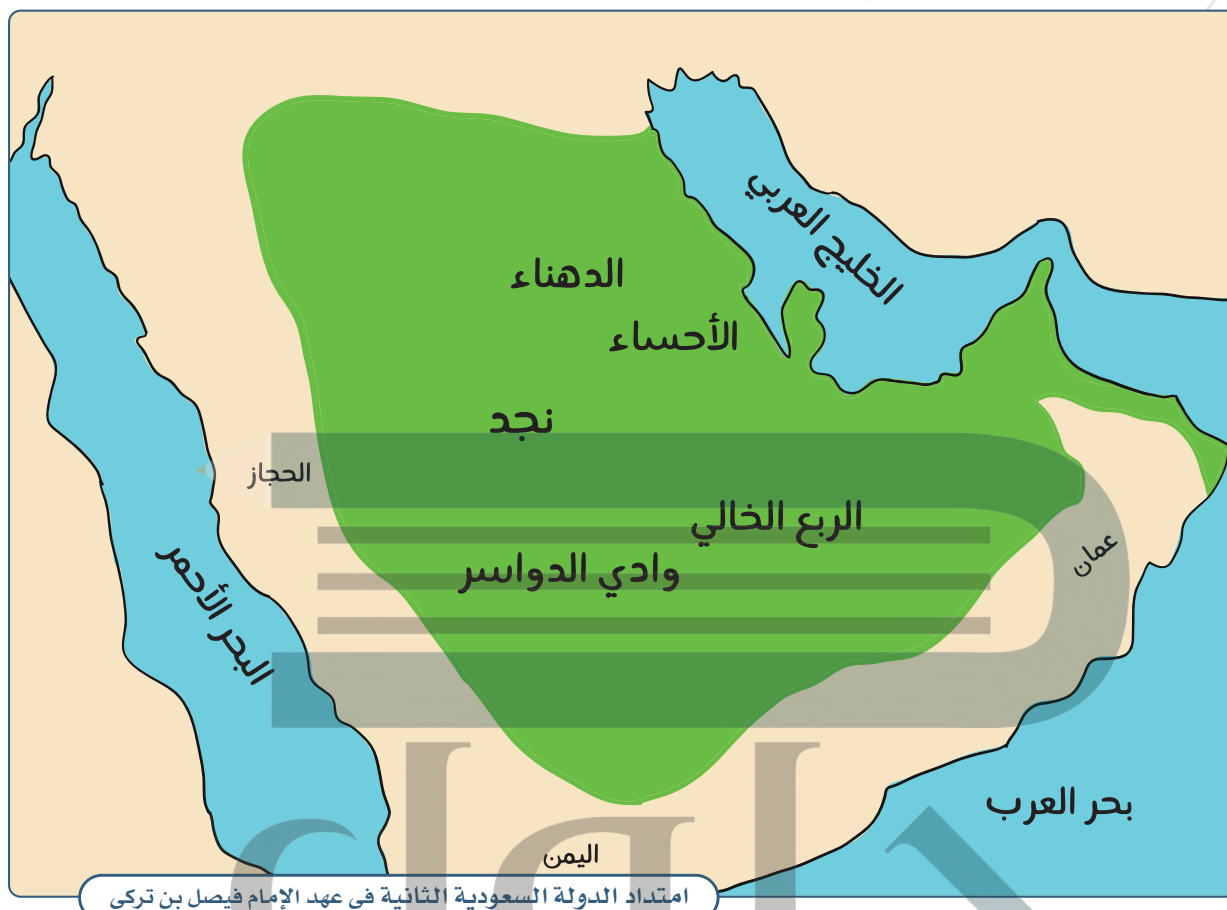 الخليج العربي
الدهناء
الأحساء
نجد
الحجاز
الربع الخالي
عمان
وادي الدواسر
البحر الأحمر
بحر العرب
اليمن
امتداد الدولة السعودية الثانية في عهد الإمام فيصل بن تركي